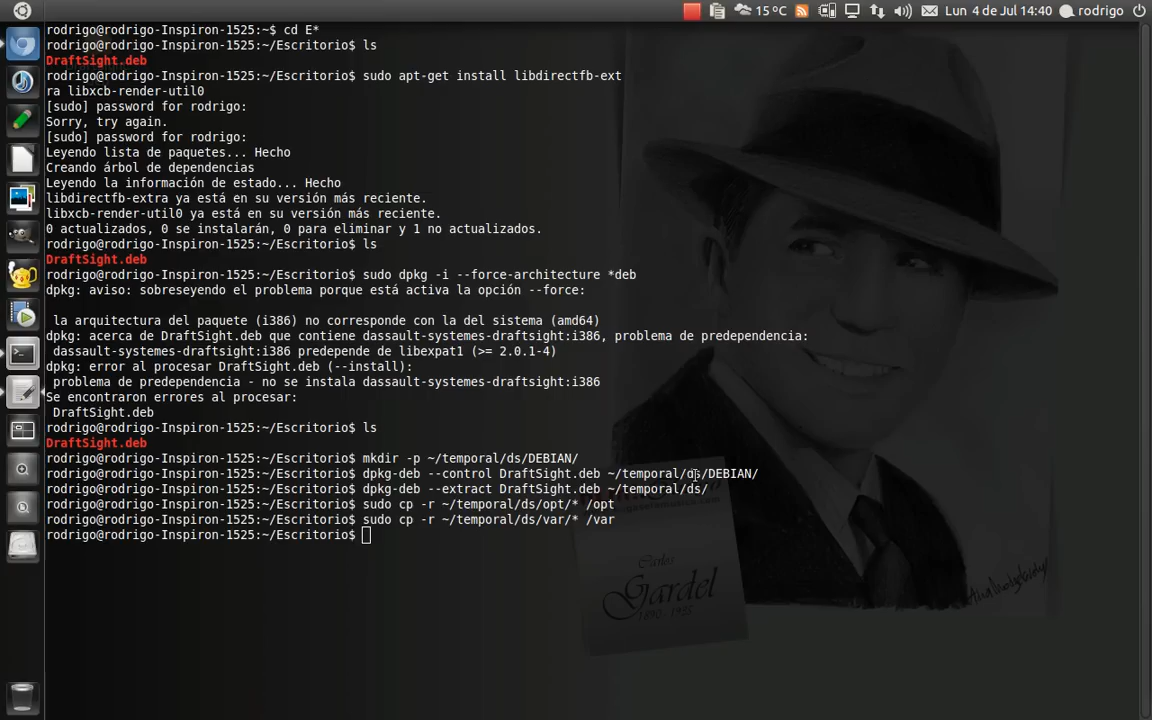 15 °C Lun 4 de Jul 14:40 rodrigo
rodrigo@rodrigo-Inspiron-1525:~$ cd E*
rodrigo@rodrigo-Inspiron-1525:~/Escritorio$ ls
DraftSight.deb
rodrigo@rodrigo-Inspiron-1525:~/Escritorio$ sudo apt-get install libdirectfb-ext
ra libxcb-render-util0
[sudo] password for rodrigo:
Sorry, try again.
[sudo] password for rodrigo:
Leyendo lista de paquetes... Hecho
Creando árbol de dependencias
Leyendo la información de estado... Hecho
libdirectfb-extra ya está en su versión más reciente.
libxcb-render-util0 ya está en su versión más reciente.
0 actualizados, 0 se instalarán, 0 para eliminar y 1 no actualizados.
rodrigo@rodrigo-Inspiron-1525:~/Escritorio$ ls
DraftSight.deb
rodrigo@rodrigo-Inspiron-1525:~/Escritorio$ sudo dpkg -i --force-architecture *deb
dpkg: aviso: sobreseyendo el problema porque está activa la opción --force:
la arquitectura del paquete (i386) no corresponde con la del sistema (amd64)
dpkg: acerca de DraftSight.deb que contiene dassault-systemes-draftsight:i386, problema de predependencia:
dassault-systemes-draftsight:i386 predepende de libexpat1 (>= 2.0.1-4)
dpkg: error al procesar DraftSight.deb (--install):
problema de predependencia - no se instala dassault-systemes-draftsight:i386
Se encontraron errores al procesar:
DraftSight.deb
rodrigo@rodrigo-Inspiron-1525:~/Escritorio$ ls
DraftSight.deb
rodrigo@rodrigo-Inspiron-1525:~/Escritorio$ mkdir -p ~/temporal/ds/DEBIAN/
rodrigo@rodrigo-Inspiron-1525:~/Escritorio$ dpkg-deb --control DraftSight.deb ~/temporal/ds/DEBIAN/
rodrigo@rodrigo-Inspiron-1525:~/Escritorio$ dpkg-deb --extract DraftSight.deb ~/temporal/ds/
rodrigo@rodrigo-Inspiron-1525:~/Escritorio$ sudo cp -r ~/temporal/ds/opt/* /opt
rodrigo@rodrigo-Inspiron-1525:~/Escritorio$ sudo cp -r ~/temporal/ds/var/* /var
rodrigo@rodrigo-Inspiron-1525:~/Escritorio$
Carlos
Gardel
1890 - 1935